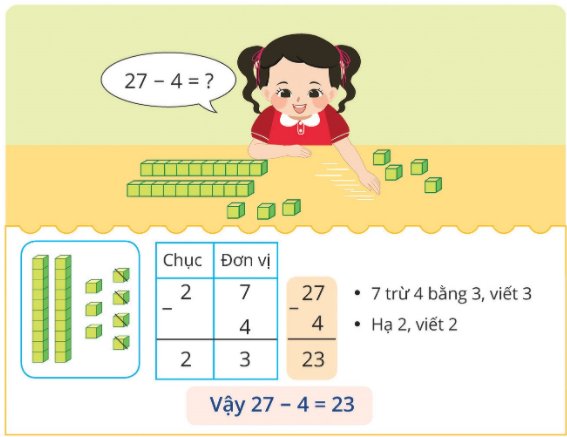 27 − 4 = ?
Chục Đơn vị
2 7
−
4
2 3
27
−
4
23
• 7 trừ 4 bằng 3, viết 3
• Hạ 2, viết 2
Vậy 27 − 4 = 23